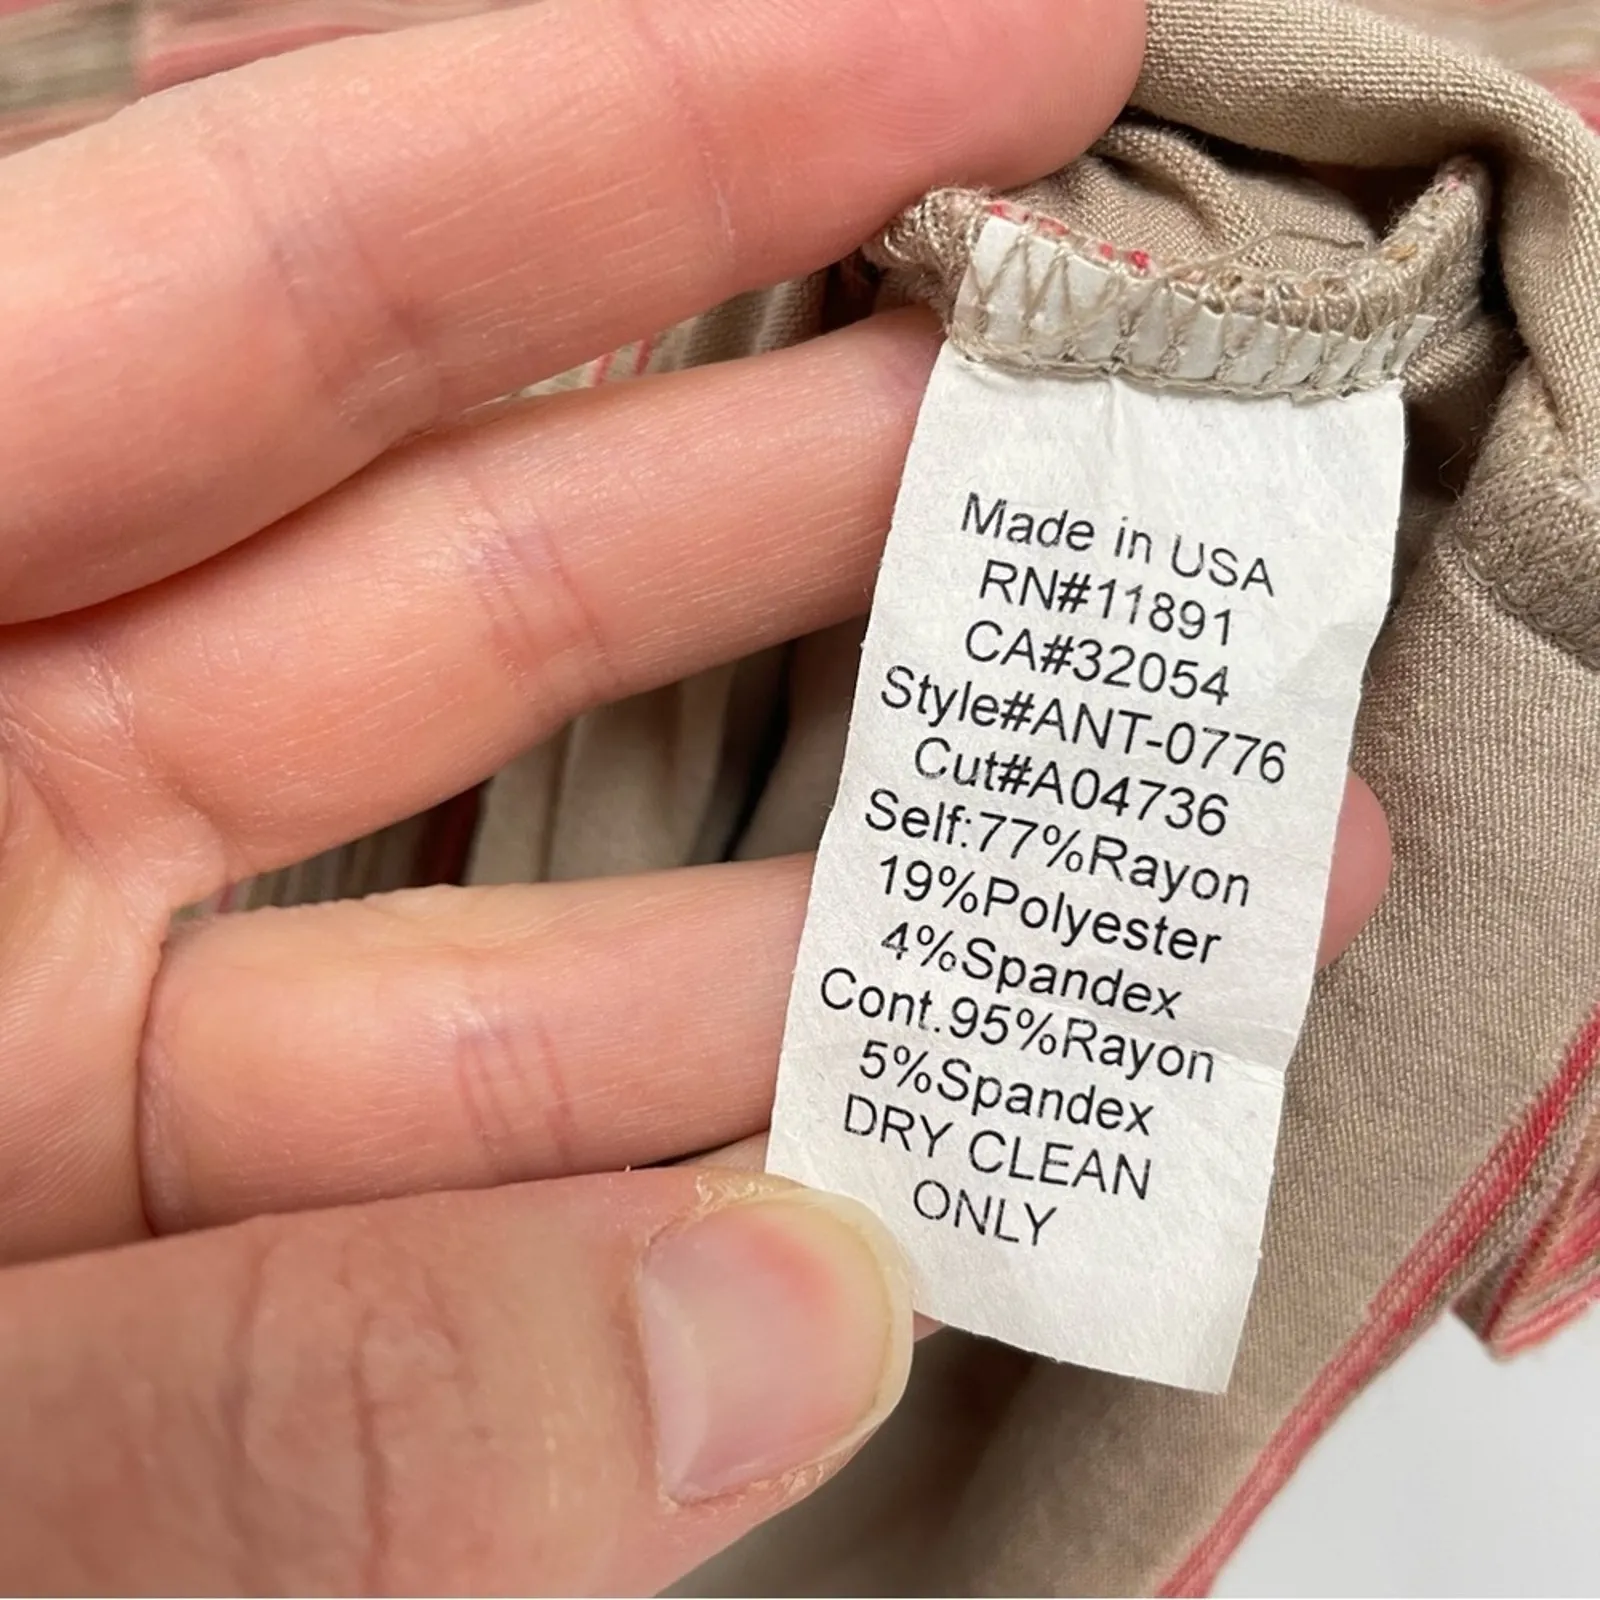 Made in USA
RN#11891
CA#32054
Style#ANT-0776
Cut#A04736
Self:77%Rayon
19%Polyester
4%Spandex
Cont.95%Rayon
5%Spandex
DRY CLEAN
ONLY